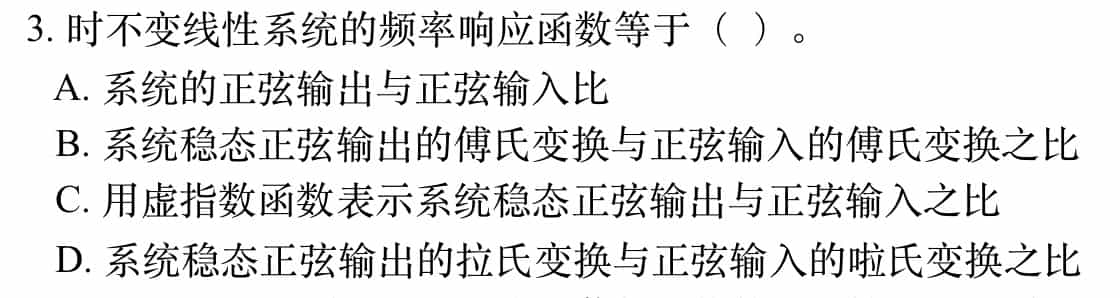 3. 时不变线性系统的频率响应函数等于（ ）。
A. 系统的正弦输出与正弦输入比
B. 系统稳态正弦输出的傅氏变换与正弦输入的傅氏变换之比
C. 用虚指数函数表示系统稳态正弦输出与正弦输入之比
D. 系统稳态正弦输出的拉氏变换与正弦输入的啦氏变换之比